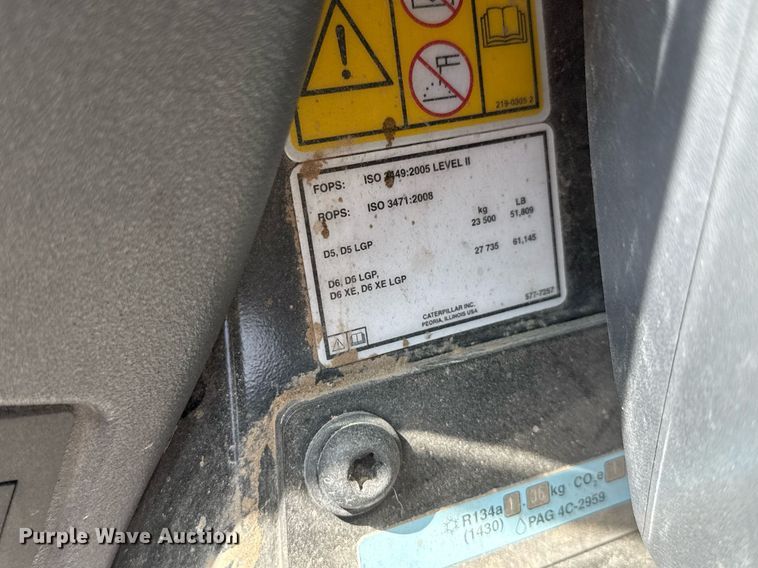 219-0305 2
FOPS: ISO 3449:2005 LEVEL II
ROPS: ISO 3471:2008
kg LB
D5, D5 LGP 23 500 51,809
D6, D6 LGP, 27 735 61,145
D6 XE, D6 XE LGP
577-7257
CATERPILLAR INC.
PEORIA, ILLINOIS USA
R134a kg CO2e
(1430) PAG 4C-2959
Purple Wave Auction